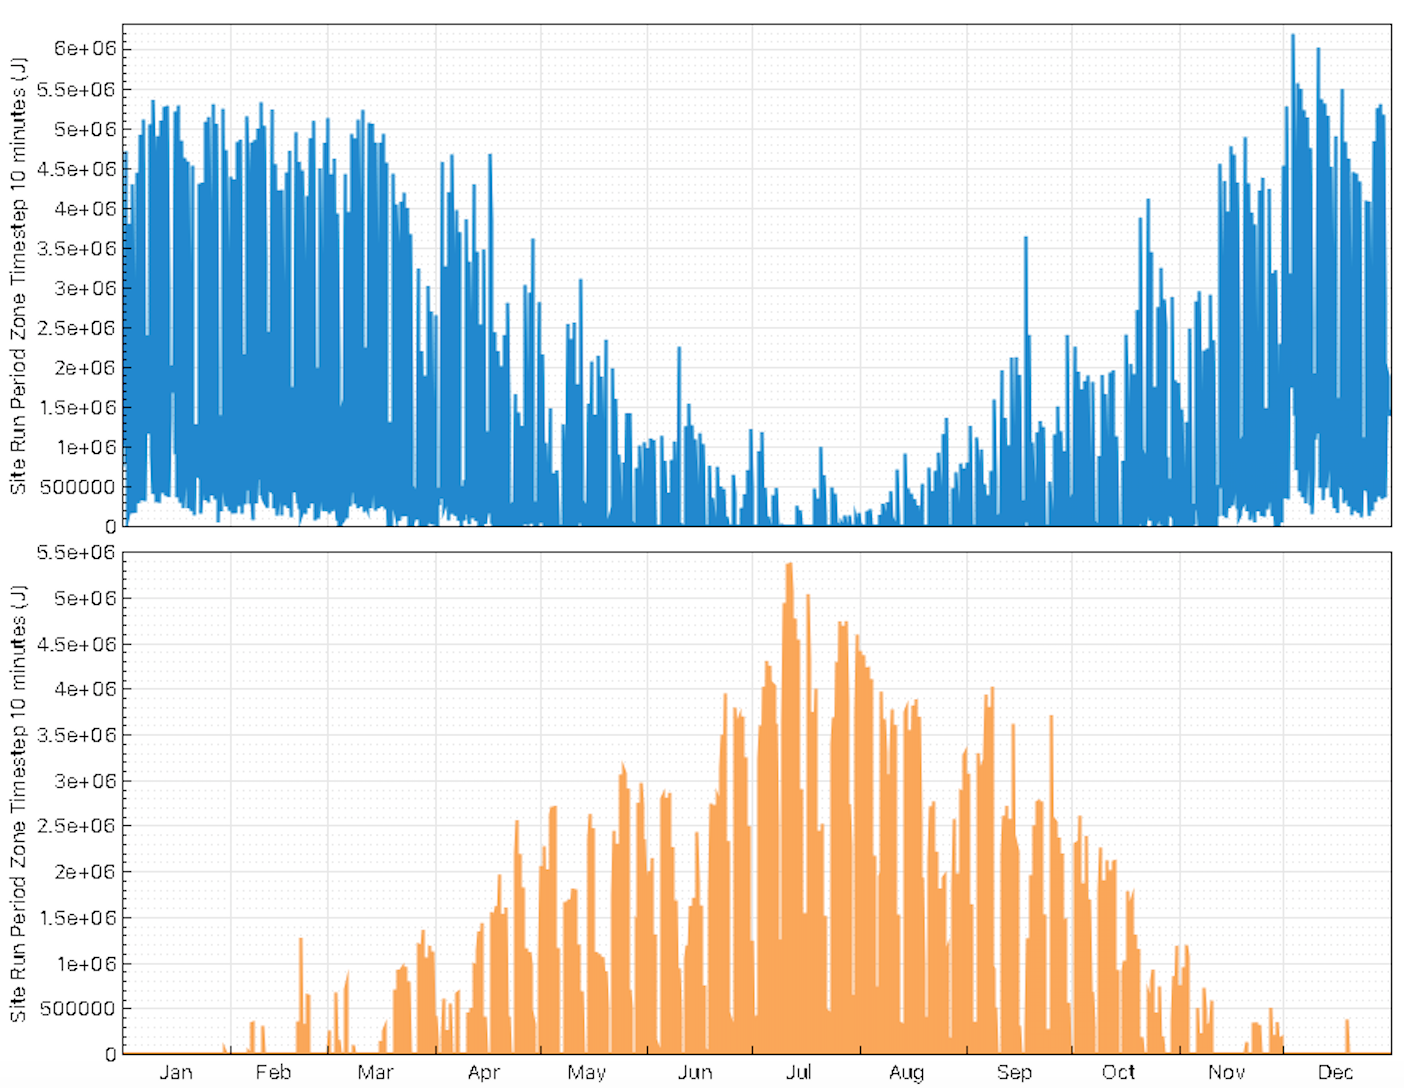 Site Run Period Zone Timestep 10 minutes (J)
6e+06
5.5e+06
5e+06
4.5e+06
4e+06
3.5e+06
3e+06
2.5e+06
2e+06
1.5e+06
1e+06
500000
0
Site Run Period Zone Timestep 10 minutes (J)
5.5e+06
5e+06
4.5e+06
4e+06
3.5e+06
3e+06
2.5e+06
2e+06
1.5e+06
1e+06
500000
0
Jan Feb Mar Apr May Jun Jul Aug Sep Oct Nov Dec